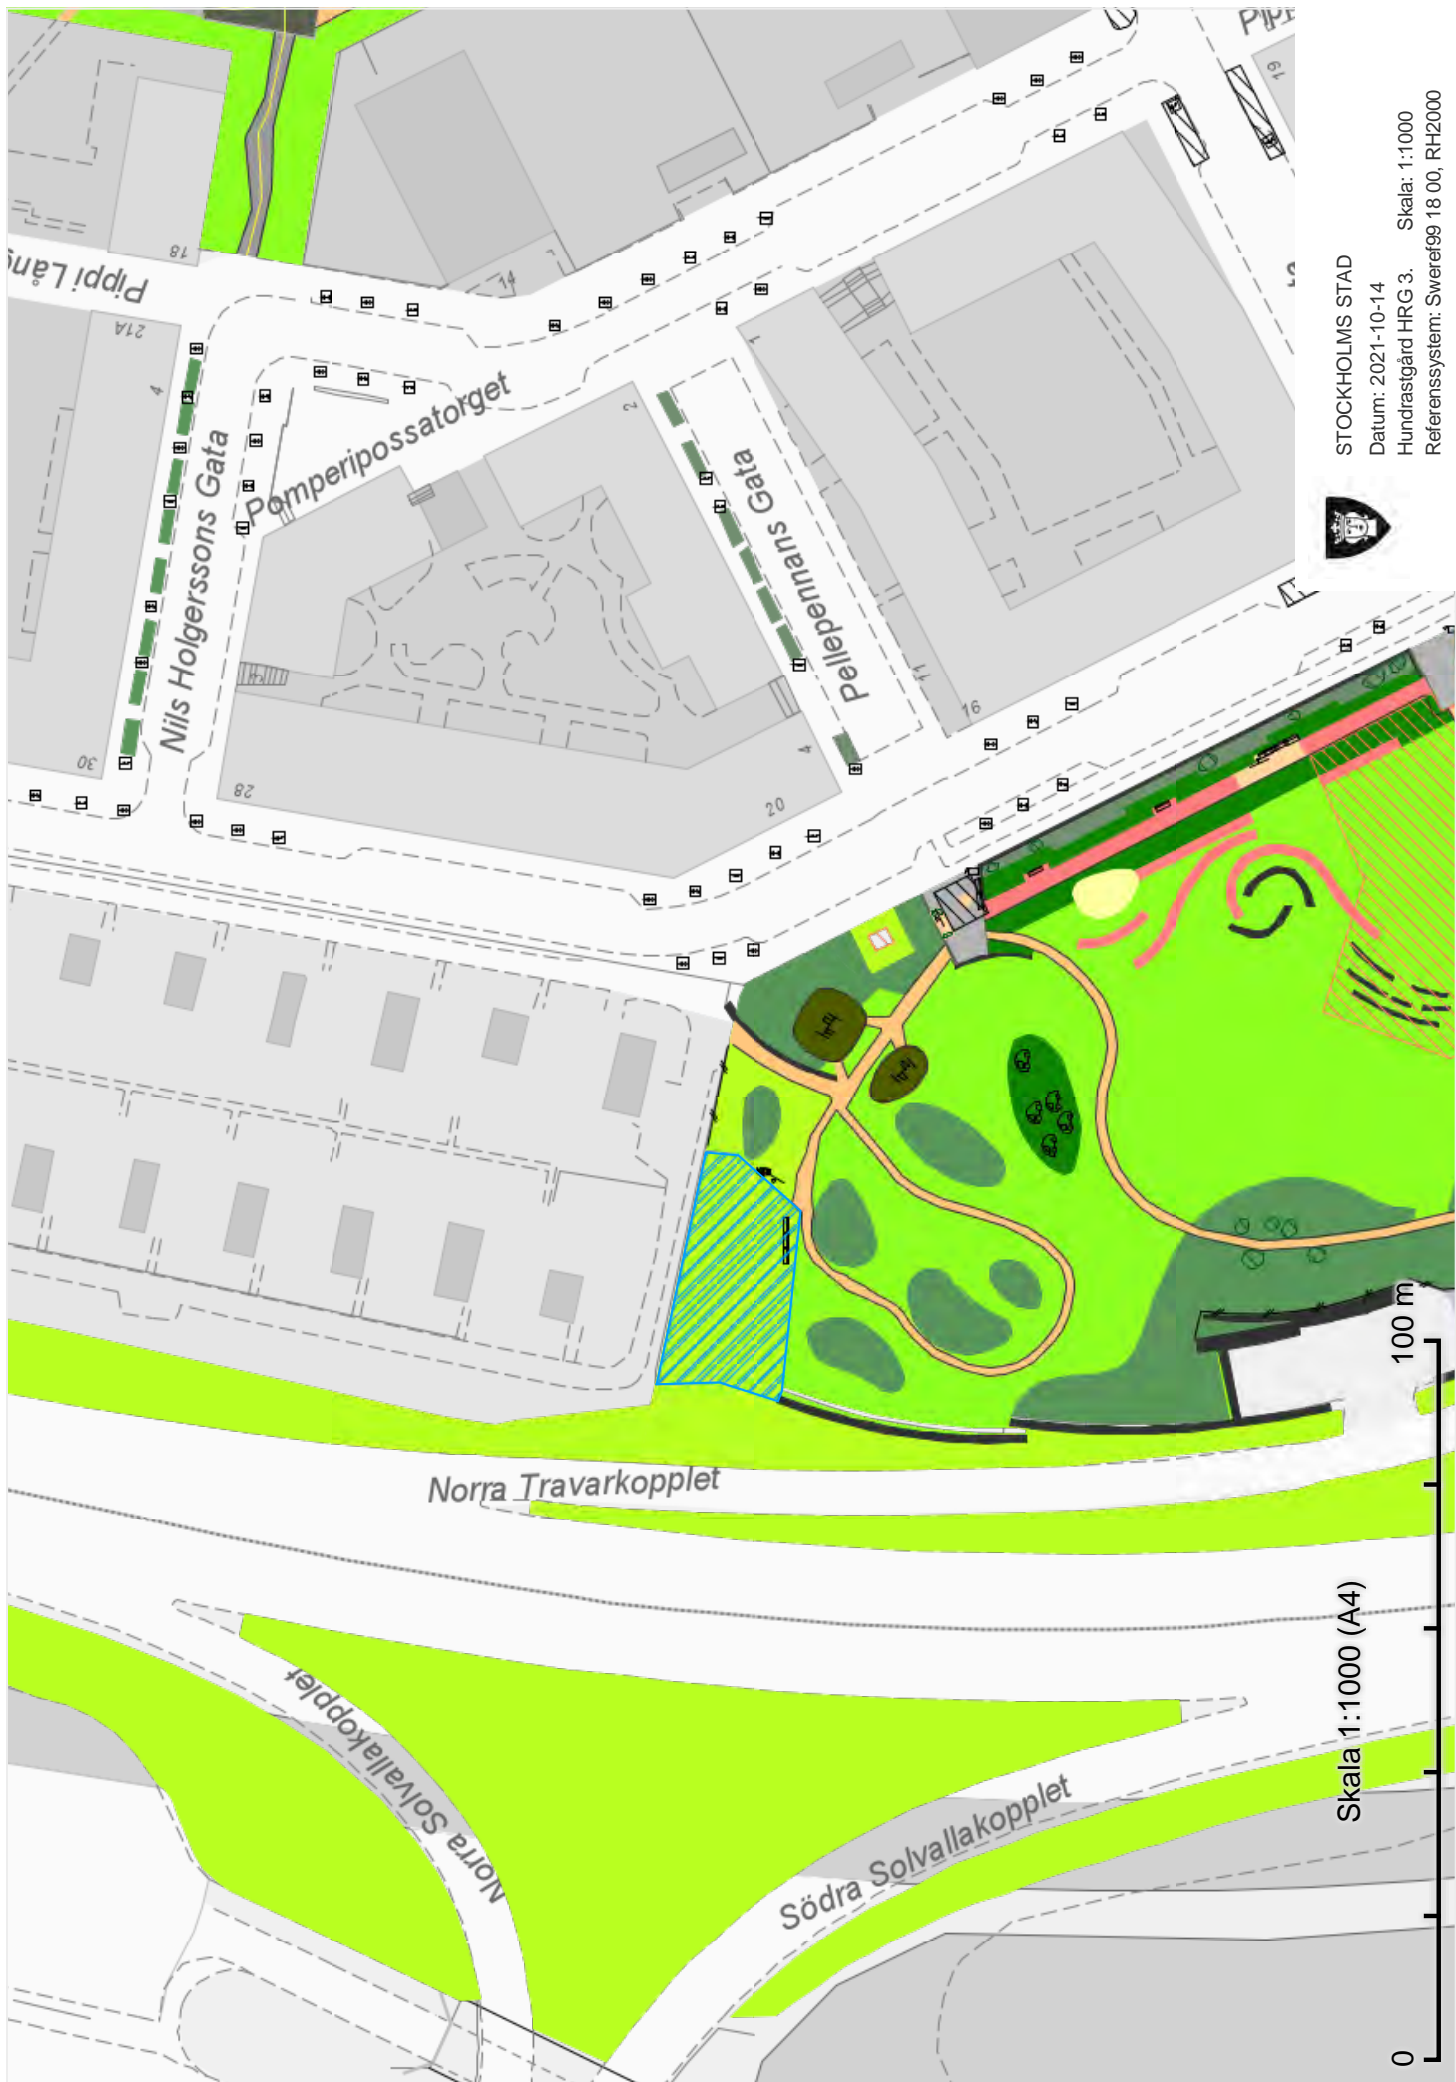 Pippi Lång
18
21A
4
30
Nils Holgerssons Gata
28
Pomperipossatorget
14
2
1
Pellepennans Gata
4
20
11
16
19
STOCKHOLMS STAD
Datum: 2021-10-14
Hundrastgård HRG 3. Skala: 1:1000
Referenssystem: Sweref99 18 00, RH2000
Norra Travarkopplet
Norra Solvallakopplet
Södra Solvallakopplet
Skala 1:1000 (A4)
0
100 m